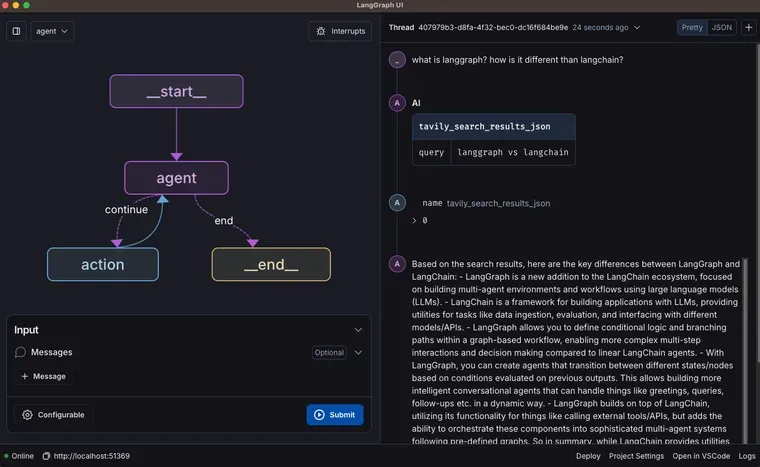 LangGraph UI
agent
Interrupts
__start__
agent
continue
end
action
__end__
Input
Messages
Optional
+ Message
Configurable
Submit
Thread 407979b3-d8fa-4f32-bec0-dc16f684be9e 24 seconds ago
Pretty JSON
_ what is langgraph? how is it different than langchain?
A AI
tavily_search_results_json
query langgraph vs langchain
A name tavily_search_results_json
> 0
A Based on the search results, here are the key differences between LangGraph and
LangChain: - LangGraph is a new addition to the LangChain ecosystem, focused
on building multi-agent environments and workflows using large language models
(LLMs). - LangChain is a framework for building applications with LLMs, providing
utilities for tasks like data ingestion, evaluation, and interfacing with different
models/APIs. - LangGraph allows you to define conditional logic and branching
paths within a graph-based workflow, enabling more complex multi-step
interactions and decision making compared to linear LangChain agents. - With
LangGraph, you can create agents that transition between different states/nodes
based on conditions evaluated on previous outputs. This allows building more
intelligent conversational agents that can handle things like greetings, queries,
follow-ups etc. in a dynamic way. - LangGraph builds on top of LangChain,
utilizing its functionality for things like calling external tools/APIs, but adds the
ability to orchestrate these components into sophisticated multi-agent systems
following pre-defined graphs. So in summary, while LangChain provides utilities
Online http://localhost:51369
Deploy Project Settings Open in VSCode Logs